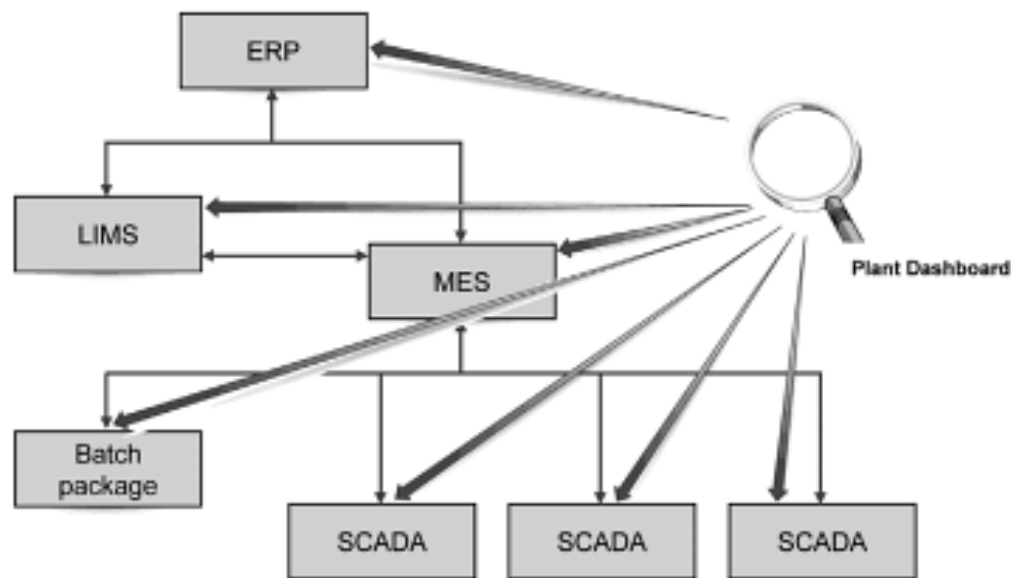 ERP
LIMS
MES
Plant Dashboard
Batch
package
SCADA
SCADA
SCADA